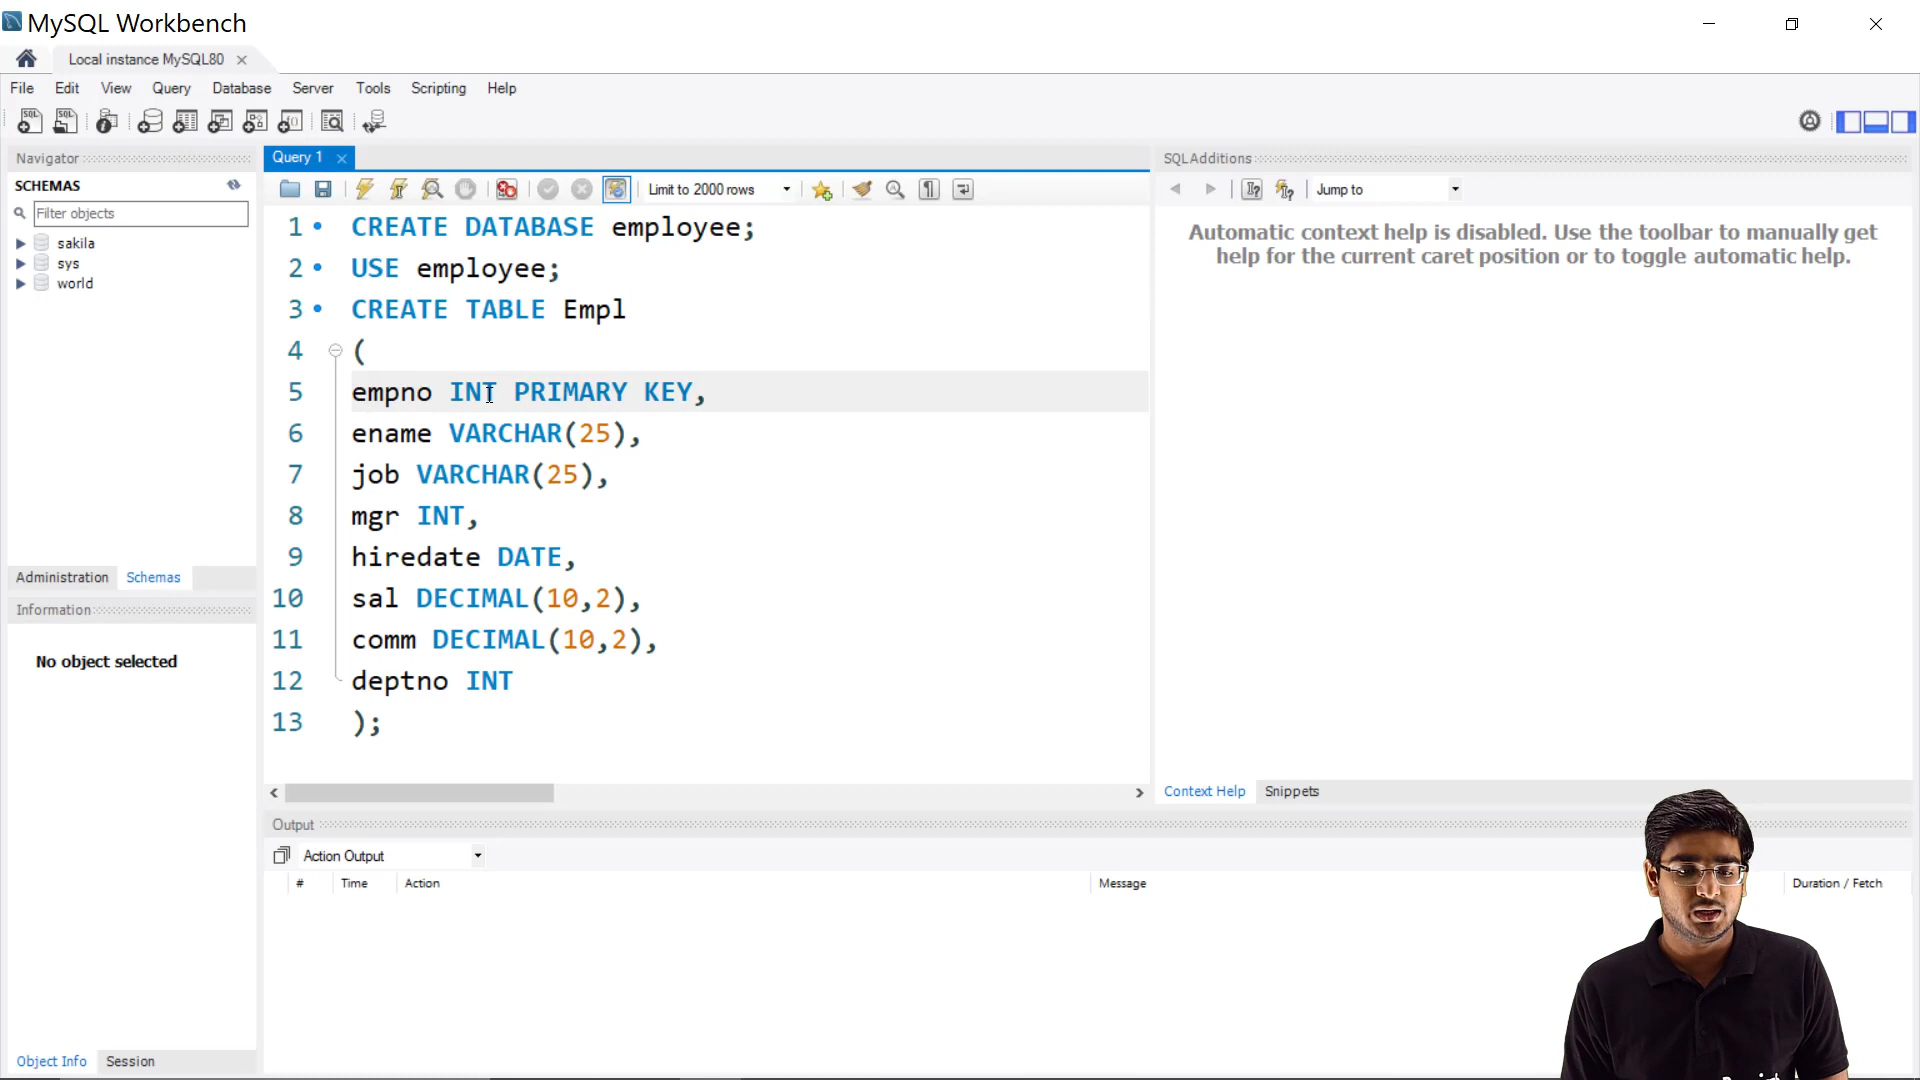 MySQL Workbench
Local instance MySQL80
File Edit View Query Database Server Tools Scripting Help
Navigator
SCHEMAS
Filter objects
sakila
sys
world
Administration Schemas
Information
No object selected
Object Info Session
Query 1
Limit to 2000 rows
1 CREATE DATABASE employee;
2 USE employee;
3 CREATE TABLE Empl
4 (
5 empno INT PRIMARY KEY,
6 ename VARCHAR(25),
7 job VARCHAR(25),
8 mgr INT,
9 hiredate DATE,
10 sal DECIMAL(10,2),
11 comm DECIMAL(10,2),
12 deptno INT
13 );
SQLAdditions
Jump to
Automatic context help is disabled. Use the toolbar to manually get
help for the current caret position or to toggle automatic help.
Context Help Snippets
Output
Action Output
# Time Action Message Duration / Fetch